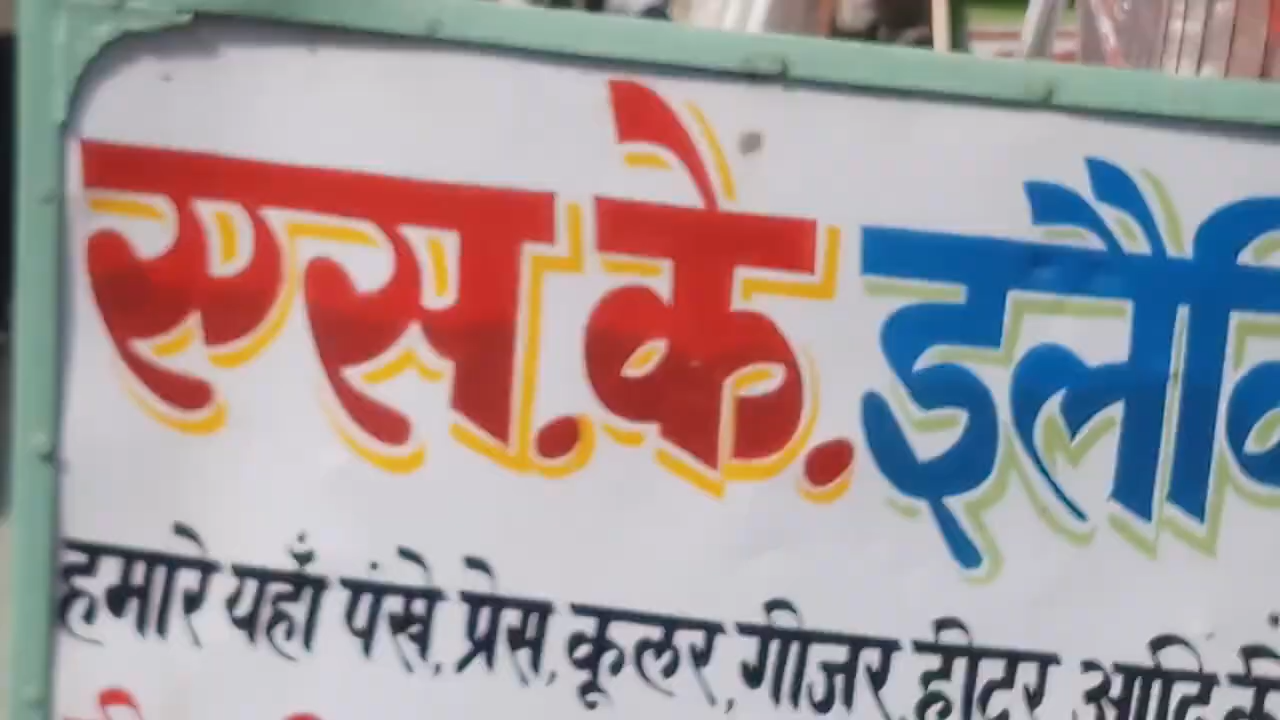 एस.के. इलै
हमारे यहाँ पंखे, प्रेस, कूलर, गीजर, हीटर आदि की